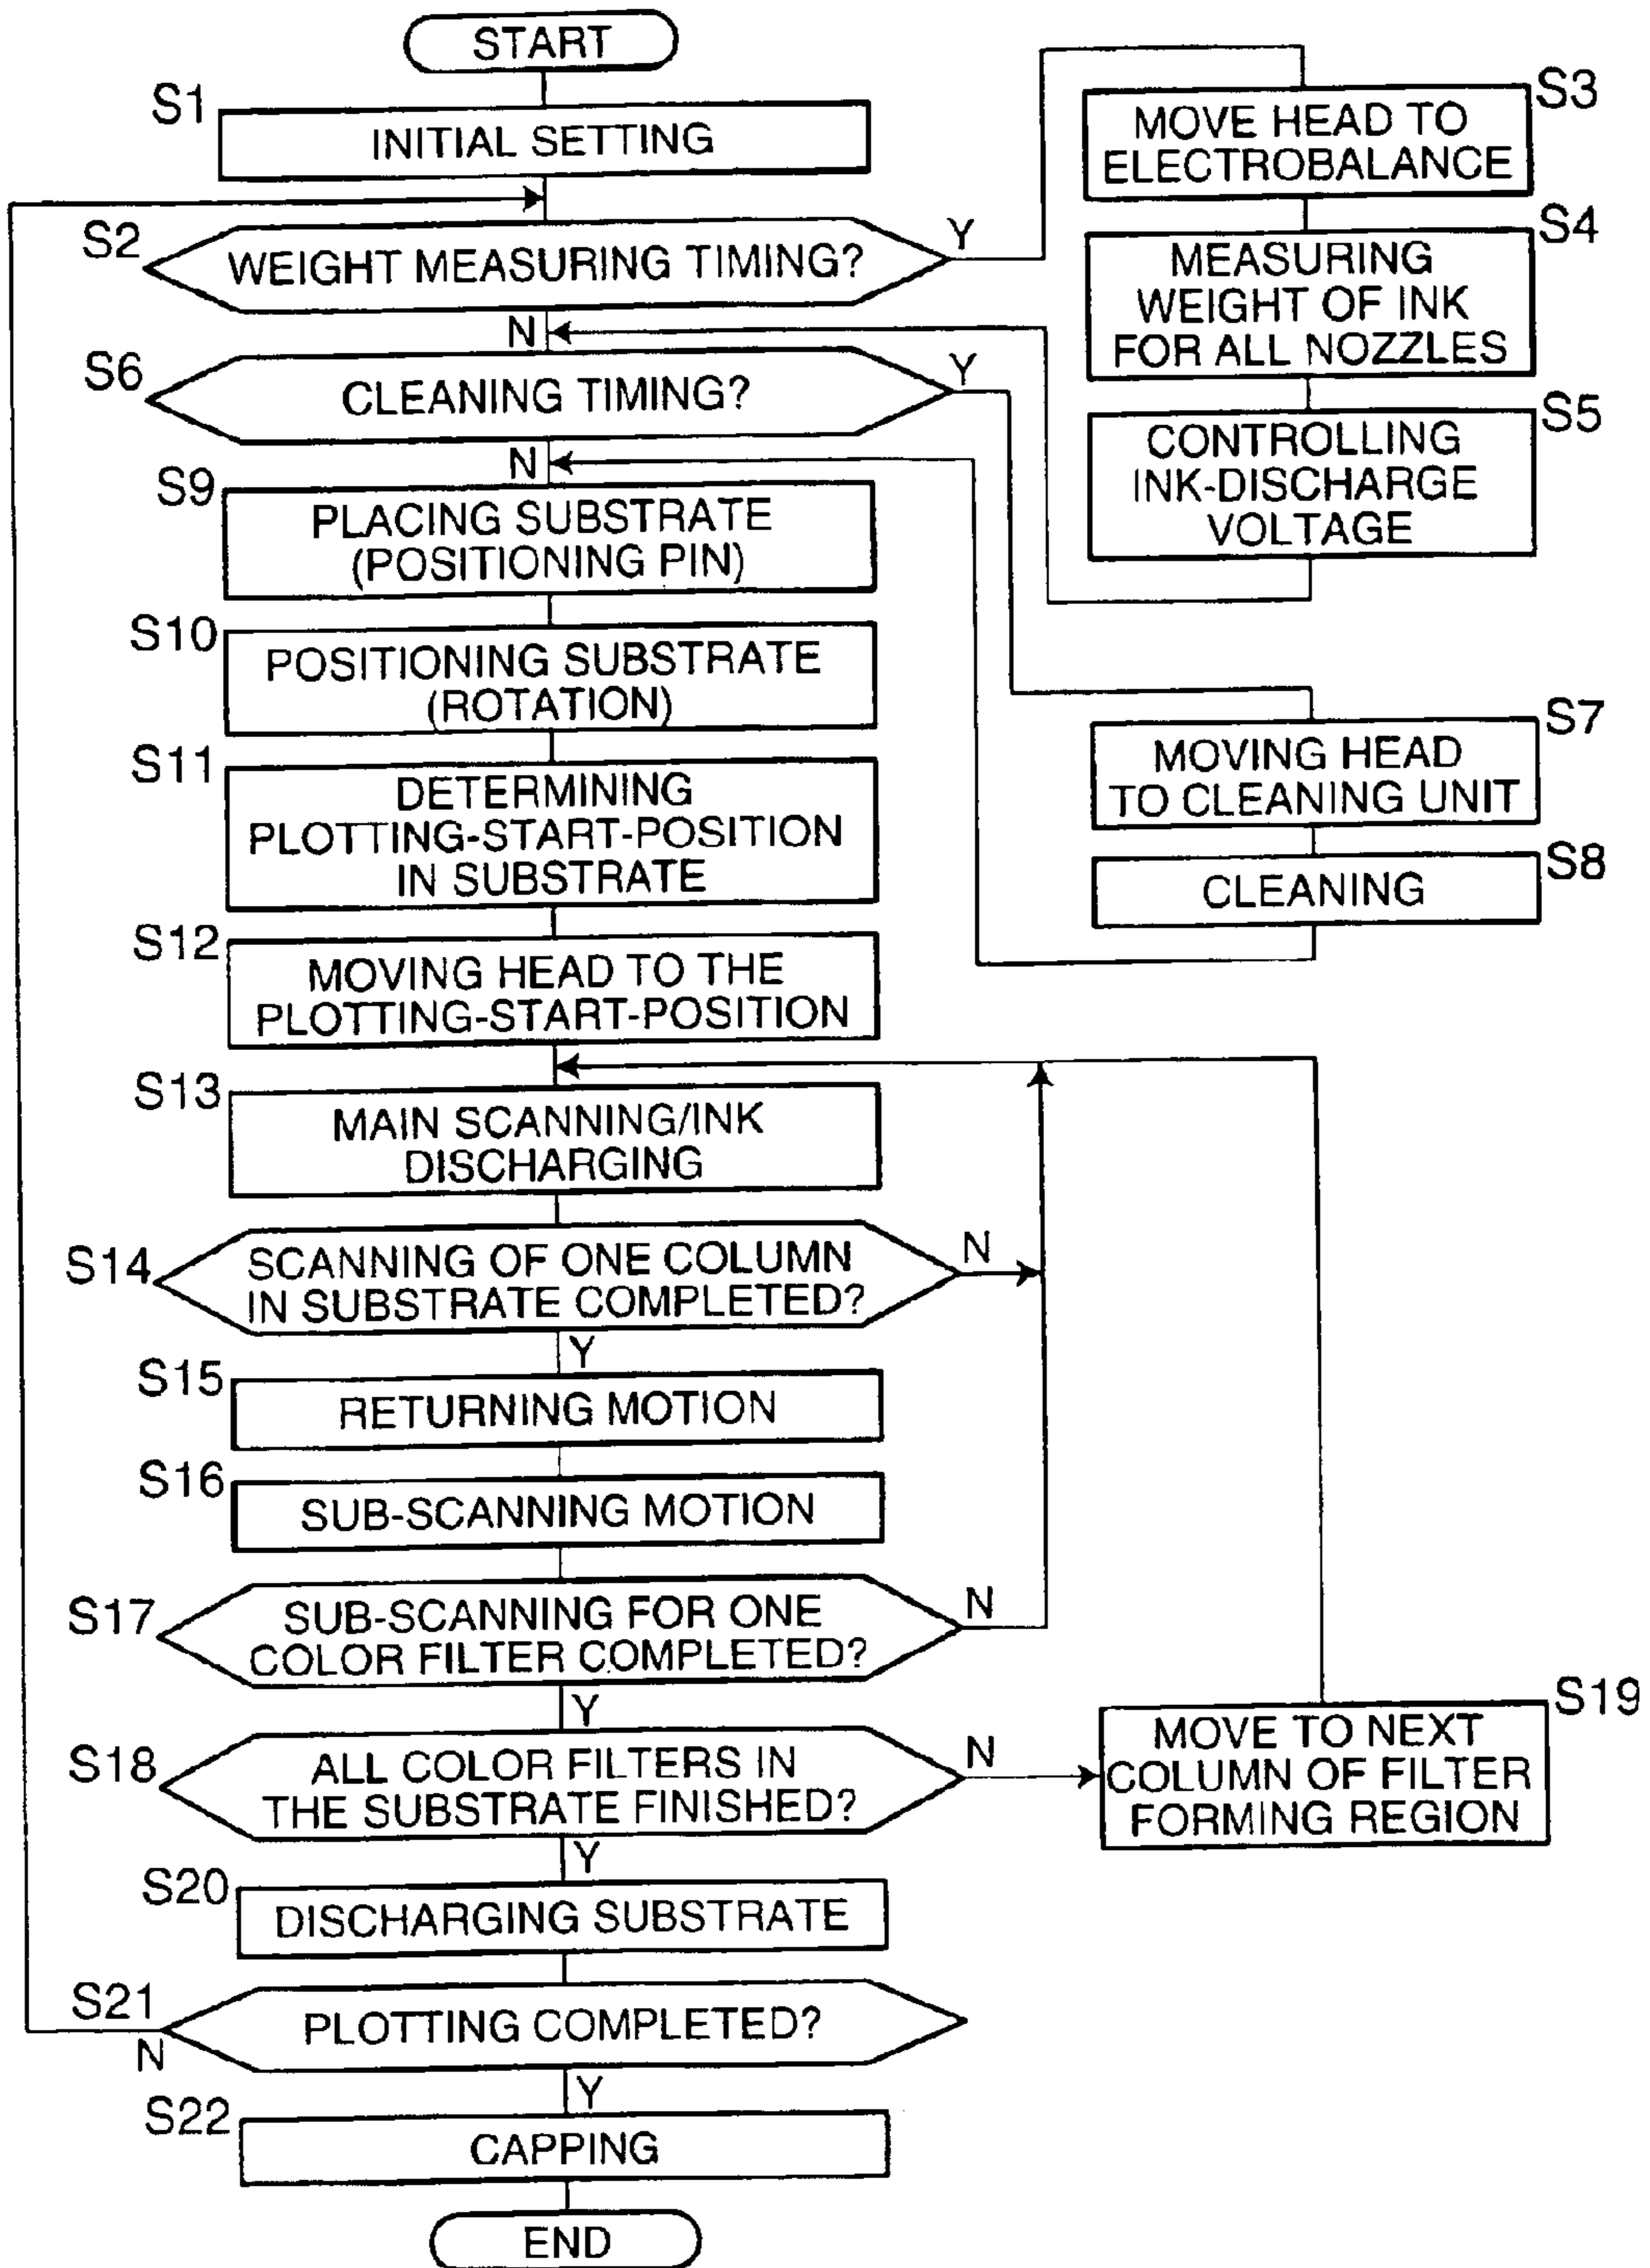 START
S1
INITIAL SETTING
S2
WEIGHT MEASURING TIMING?
Y
N
S3
MOVE HEAD TO
ELECTROBALANCE
S4
MEASURING
WEIGHT OF INK
FOR ALL NOZZLES
S5
CONTROLLING
INK-DISCHARGE
VOLTAGE
S6
CLEANING TIMING?
Y
N
S7
MOVING HEAD
TO CLEANING UNIT
S8
CLEANING
S9
PLACING SUBSTRATE
(POSITIONING PIN)
S10
POSITIONING SUBSTRATE
(ROTATION)
S11
DETERMINING
PLOTTING-START-POSITION
IN SUBSTRATE
S12
MOVING HEAD TO THE
PLOTTING-START-POSITION
S13
MAIN SCANNING/INK
DISCHARGING
S14
SCANNING OF ONE COLUMN
IN SUBSTRATE COMPLETED?
N
Y
S15
RETURNING MOTION
S16
SUB-SCANNING MOTION
S17
SUB-SCANNING FOR ONE
COLOR FILTER COMPLETED?
N
Y
S18
ALL COLOR FILTERS IN
THE SUBSTRATE FINISHED?
N
Y
S19
MOVE TO NEXT
COLUMN OF FILTER
FORMING REGION
S20
DISCHARGING SUBSTRATE
S21
PLOTTING COMPLETED?
N
Y
S22
CAPPING
END